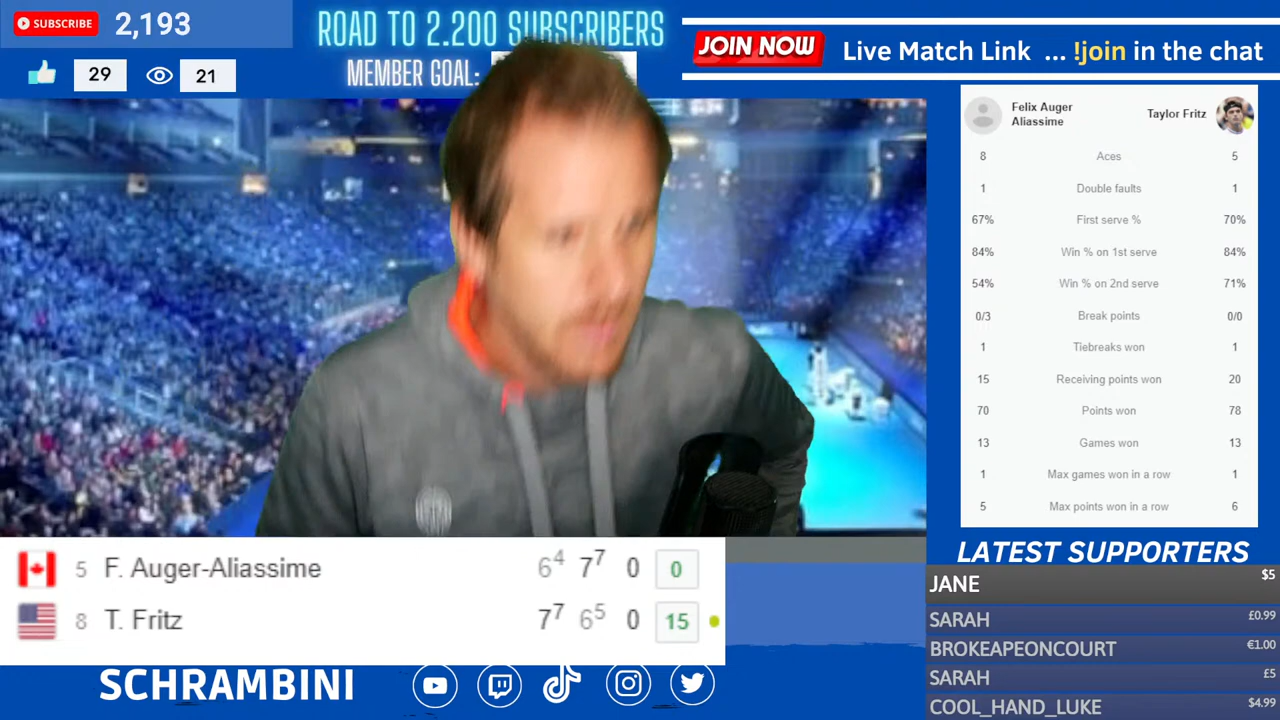 SUBSCRIBE 2,193
29 21
ROAD TO 2.200 SUBSCRIBERS
MEMBER GOAL:
JOIN NOW Live Match Link ... !join in the chat
Felix Auger Aliassime Taylor Fritz
8 Aces 5
1 Double faults 1
67% First serve % 70%
84% Win % on 1st serve 84%
54% Win % on 2nd serve 71%
0/3 Break points 0/0
1 Tiebreaks won 1
15 Receiving points won 20
70 Points won 78
13 Games won 13
1 Max games won in a row 1
5 Max points won in a row 6
5 F. Auger-Aliassime 6⁴ 7⁷ 0 0
8 T. Fritz 7⁷ 6⁵ 0 15
SCHRAMBINI
LATEST SUPPORTERS
JANE $5
SARAH £0.99
BROKEAPEONCOURT €1.00
SARAH £5
COOL_HAND_LUKE $4.99